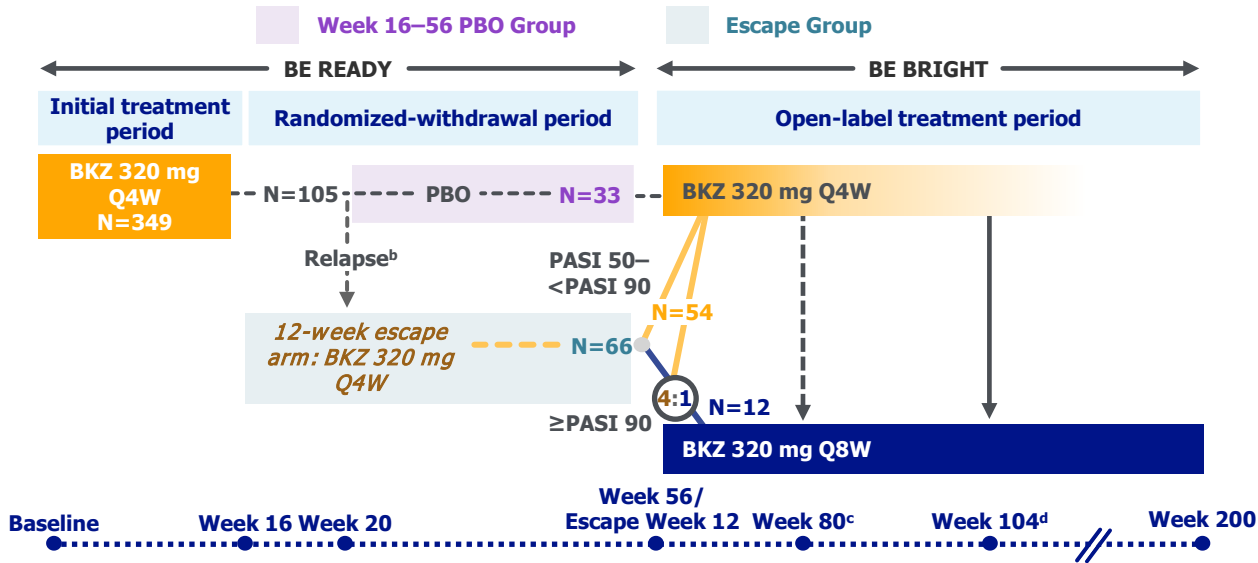 Week 16–56 PBO Group
Escape Group
BE READY
BE BRIGHT
Initial treatment
period
Randomized-withdrawal period
Open-label treatment period
BKZ 320 mg
Q4W
N=349
N=105
PBO
N=33
BKZ 320 mg Q4W
Relapseᵇ
PASI 50–
<PASI 90
N=54
12-week escape
arm: BKZ 320 mg
Q4W
N=66
4:1
N=12
≥PASI 90
BKZ 320 mg Q8W
Baseline
Week 16
Week 20
Week 56/
Escape Week 12
Week 80ᶜ
Week 104ᵈ
Week 200